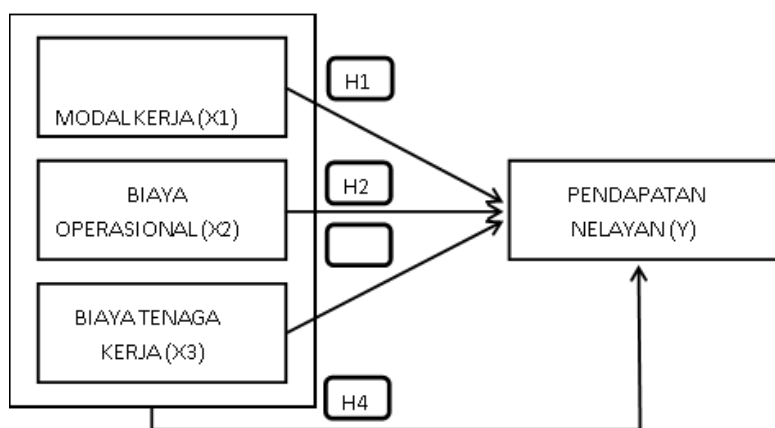 MODAL KERJA (X1)
H1
BIAYA
OPERASIONAL (X2)
H2
PENDAPATAN
NELAYAN (Y)
BIAYA TENAGA
KERJA (X3)
H4